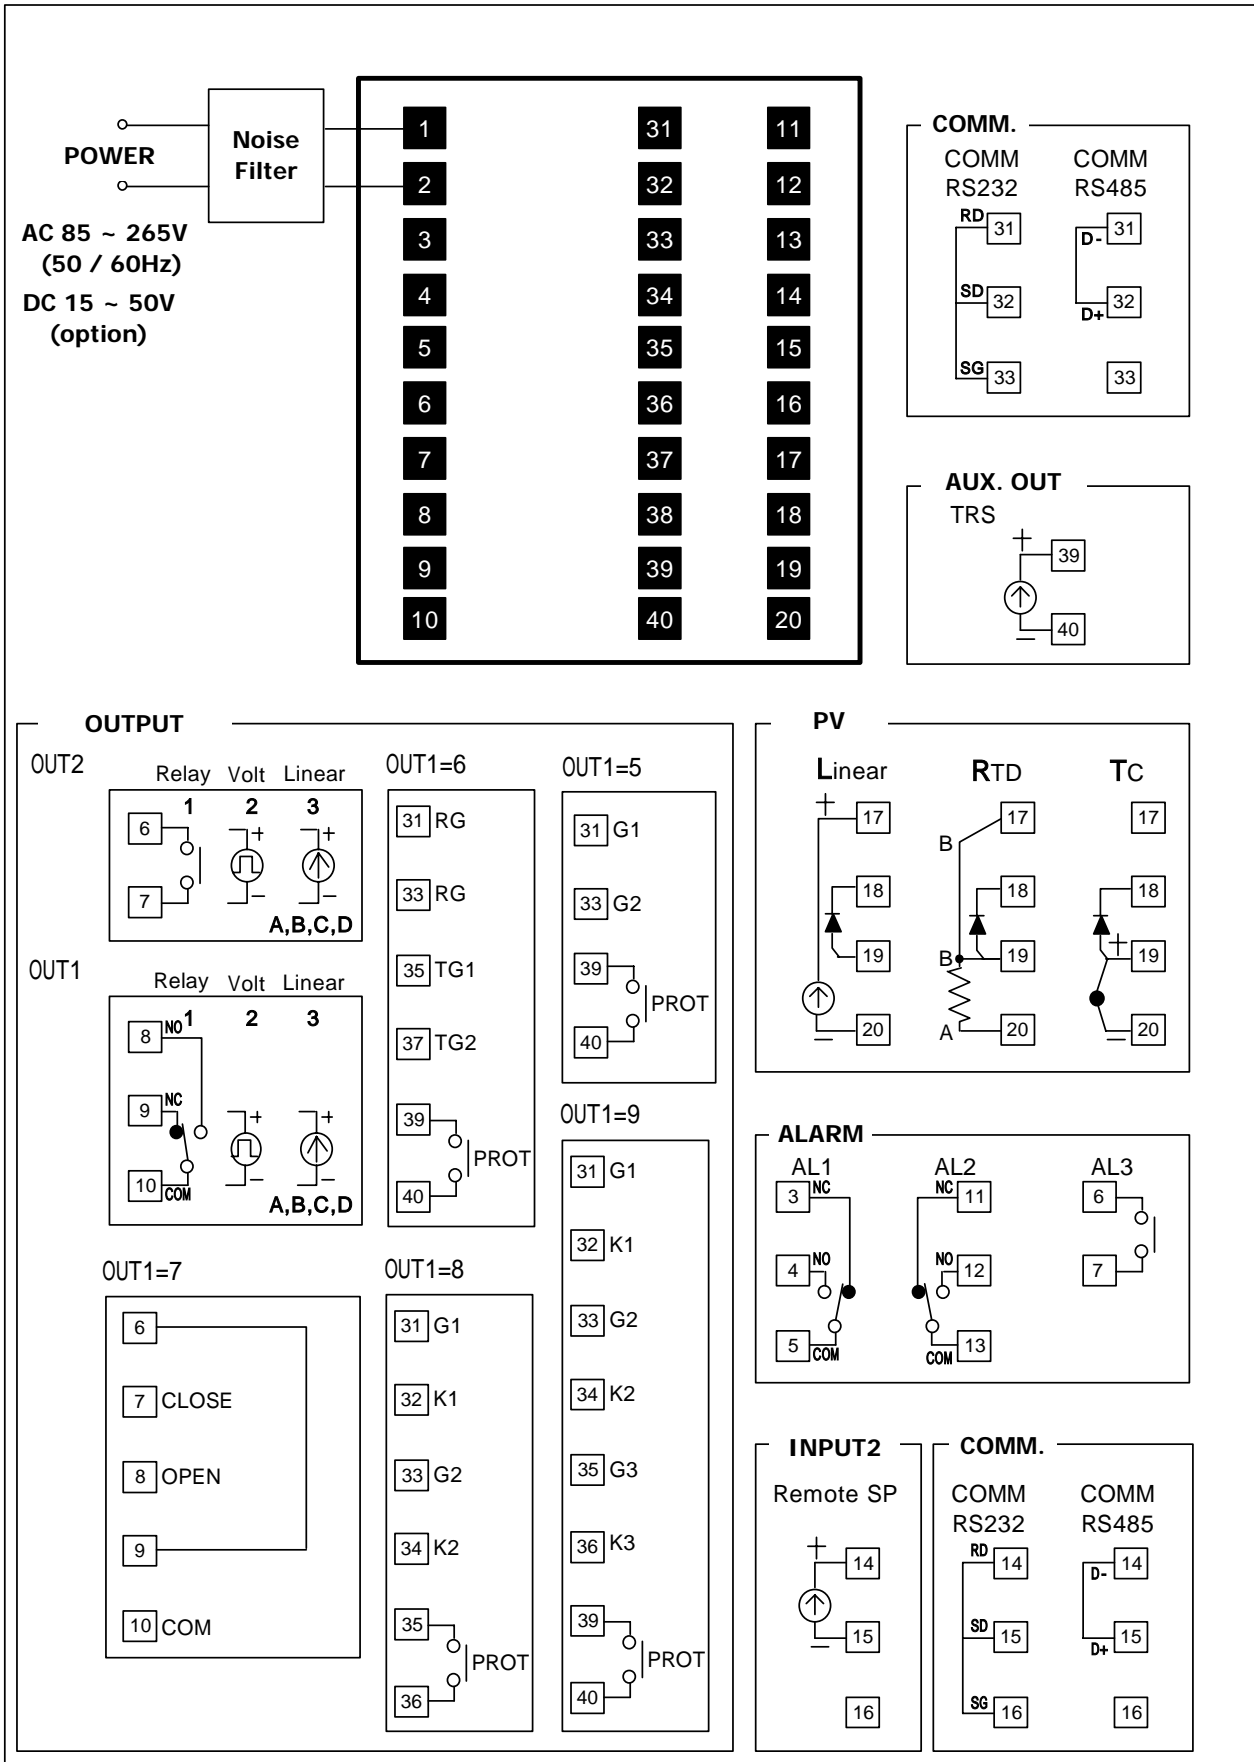 POWER
Noise
Filter
AC 85 ~ 265V
(50 / 60Hz)
DC 15 ~ 50V
(option)
1 31 11
2 32 12
3 33 13
4 34 14
5 35 15
6 36 16
7 37 17
8 38 18
9 39 19
10 40 20
COMM.
COMM COMM
RS232 RS485
RD 31 D- 31
SD 32 D+ 32
SG 33 33
AUX. OUT
TRS
+ 39
− 40
OUTPUT
OUT2
Relay Volt Linear
1 2 3
6 + +
7 − −
A,B,C,D
OUT1
Relay Volt Linear
1 2 3
8 NO
9 NC + +
10 COM − −
A,B,C,D
OUT1=7
6
7 CLOSE
8 OPEN
9
10 COM
OUT1=6
31 RG
33 RG
35 TG1
37 TG2
39
PROT
40
OUT1=8
31 G1
32 K1
33 G2
34 K2
35
PROT
36
OUT1=5
31 G1
33 G2
39
PROT
40
OUT1=9
31 G1
32 K1
33 G2
34 K2
35 G3
36 K3
39
PROT
40
PV
Linear RTD TC
+ 17 B 17 17
18 18 18
19 B 19 + 19
− 20 A 20 − 20
ALARM
AL1 AL2 AL3
3 NC NC 11 6
4 NO NO 12 7
5 COM COM 13
INPUT2
Remote SP
+ 14
− 15
16
COMM.
COMM COMM
RS232 RS485
RD 14 D- 14
SD 15 D+ 15
SG 16 16